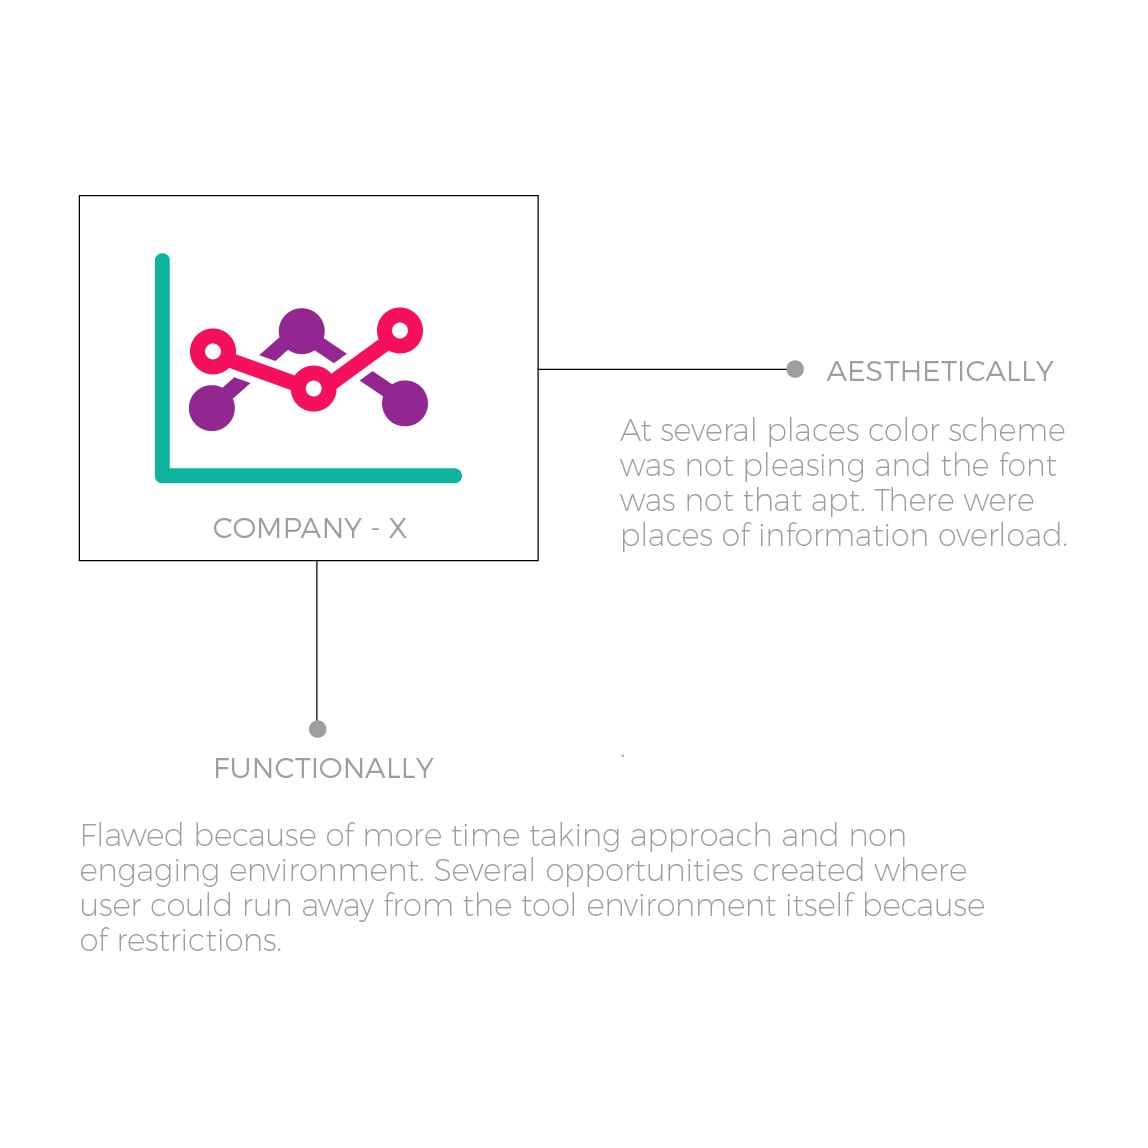 COMPANY - X
AESTHETICALLY
At several places color scheme
was not pleasing and the font
was not that apt. There were
places of information overload.
FUNCTIONALLY
.
Flawed because of more time taking approach and non
engaging environment. Several opportunities created where
user could run away from the tool environment itself because
of restrictions.